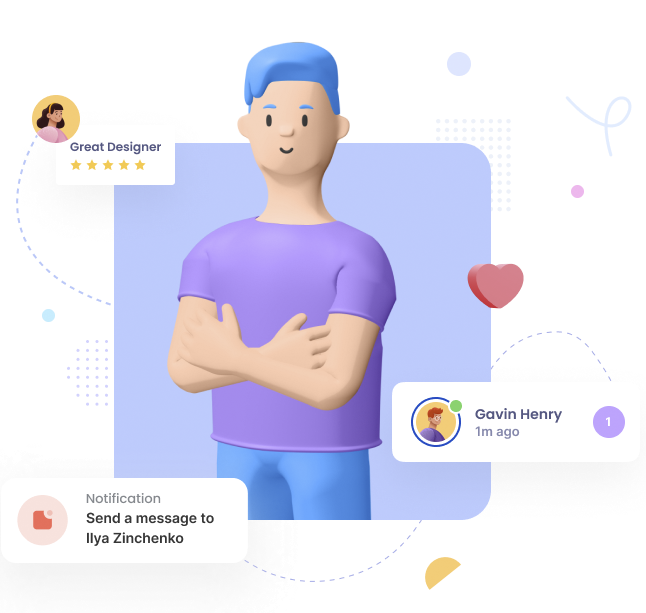 Great Designer
Gavin Henry
1m ago
1
Notification
Send a message to
Ilya Zinchenko